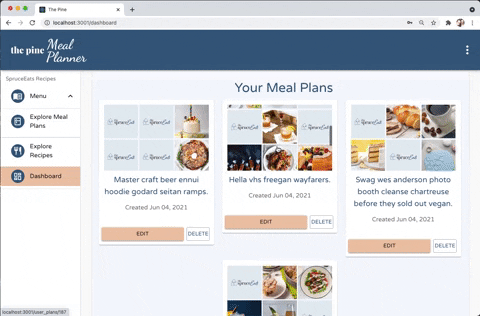 The Pine
localhost:3001/dashboard
the pine Meal Planner
SpruceEats Recipes
Menu
Explore Meal
Plans
Explore
Recipes
Dashboard
Your Meal Plans
Master craft beer ennui
hoodie godard seitan ramps.
Created Jun 04, 2021
EDIT
DELETE
Hella vhs freegan wayfarers.
Created Jun 04, 2021
EDIT
DELETE
Swag wes anderson photo
booth cleanse chartreuse
before they sold out vegan.
Created Jun 04, 2021
EDIT
DELETE
localhost:3001/user_plans/187